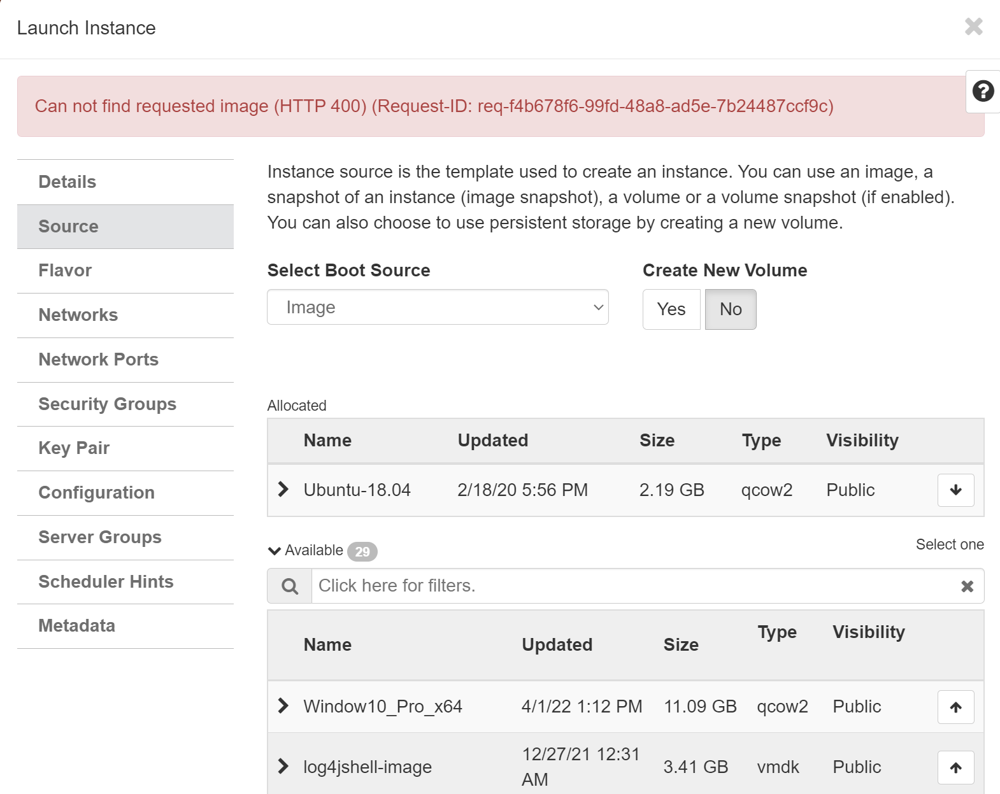 Launch Instance
Can not find requested image (HTTP 400) (Request-ID: req-f4b678f6-99fd-48a8-ad5e-7b24487ccf9c)
Details
Source
Flavor
Networks
Network Ports
Security Groups
Key Pair
Configuration
Server Groups
Scheduler Hints
Metadata
Instance source is the template used to create an instance. You can use an image, a
snapshot of an instance (image snapshot), a volume or a volume snapshot (if enabled).
You can also choose to use persistent storage by creating a new volume.
Select Boot Source
Create New Volume
Image
Yes No
Allocated
Name Updated Size Type Visibility
Ubuntu-18.04 2/18/20 5:56 PM 2.19 GB qcow2 Public
Available 29
Select one
Click here for filters.
Name Updated Size Type Visibility
Window10_Pro_x64 4/1/22 1:12 PM 11.09 GB qcow2 Public
log4jshell-image 12/27/21 12:31 3.41 GB vmdk Public
AM